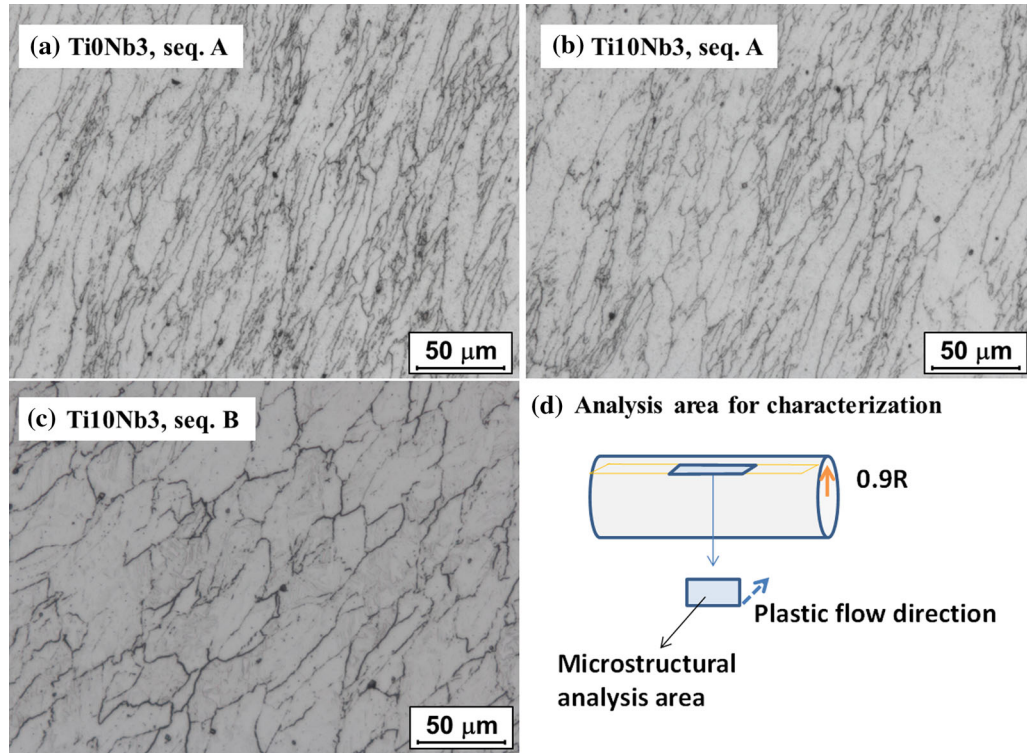 (a) Ti0Nb3, seq. A
50 μm
(b) Ti10Nb3, seq. A
50 μm
(c) Ti10Nb3, seq. B
50 μm
(d) Analysis area for characterization
0.9R
Plastic flow direction
Microstructural
analysis area